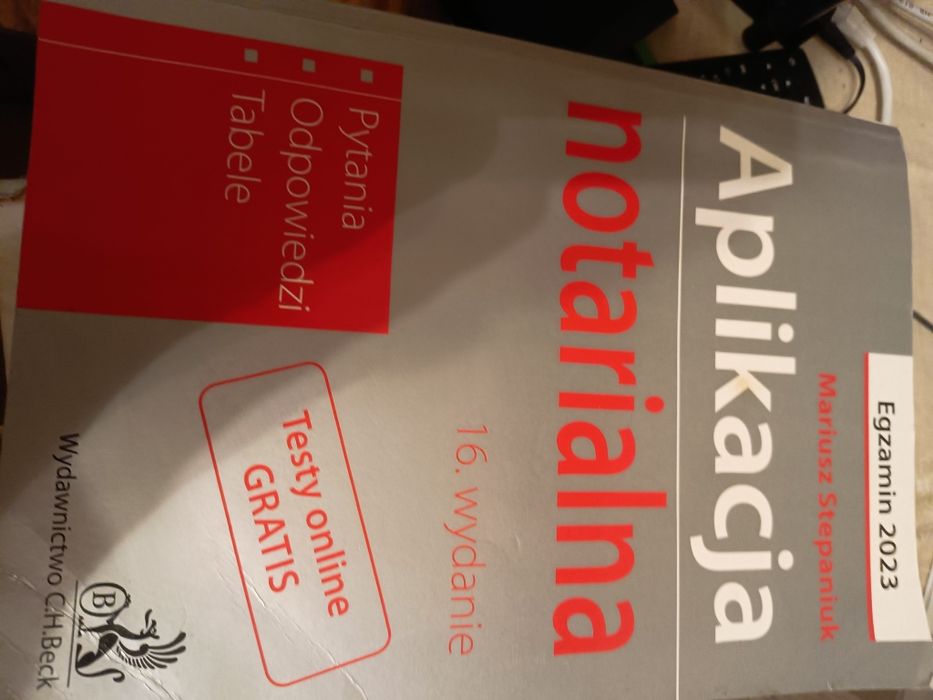 Egzamin 2023
Mariusz Stepaniuk
Aplikacja
notarialna
16. wydanie
Pytania
Odpowiedzi
Tabele
Testy online
GRATIS
B
Wydawnictwo C.H.Beck